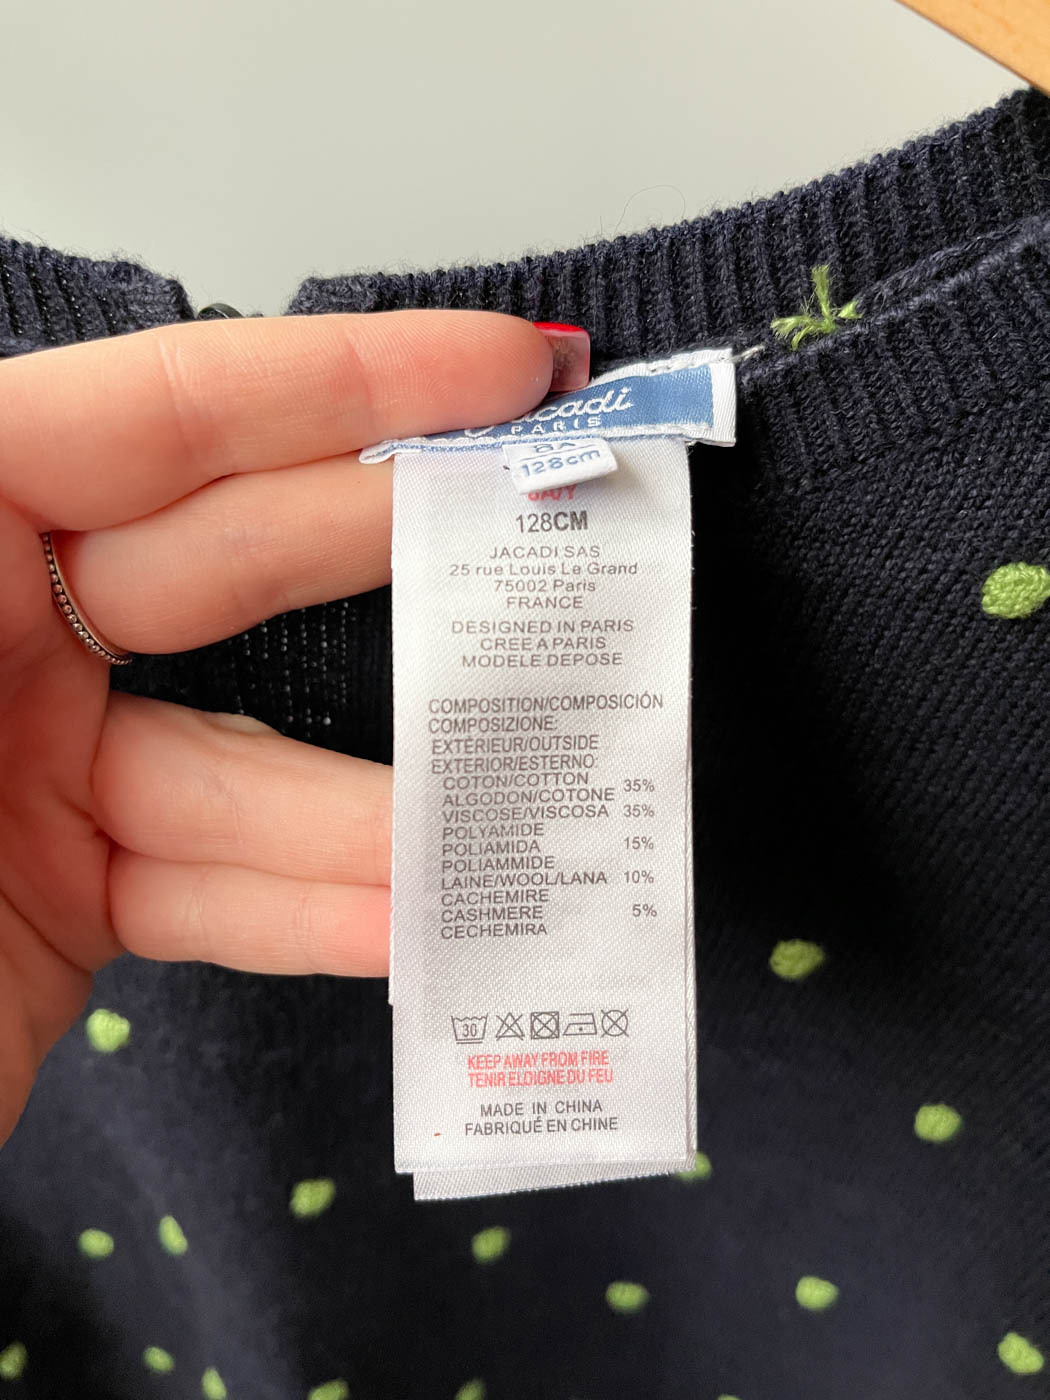 PARIS
128cm
128CM
JACADI SAS
25 rue Louis Le Grand
75002 Paris
FRANCE
DESIGNED IN PARIS
CREE A PARIS
MODELE DEPOSE
COMPOSITION/COMPOSICIÓN
COMPOSIZIONE:
EXTÉRIEUR/OUTSIDE
EXTERIOR/ESTERNO:
COTON/COTTON 35%
ALGODON/COTONE
VISCOSE/VISCOSA 35%
POLYAMIDE
POLIAMIDA 15%
POLIAMMIDE
LAINE/WOOL/LANA 10%
CACHEMIRE
CASHMERE 5%
CECHEMIRA
30
KEEP AWAY FROM FIRE
TENIR ELOIGNE DU FEU
MADE IN CHINA
FABRIQUÉ EN CHINE